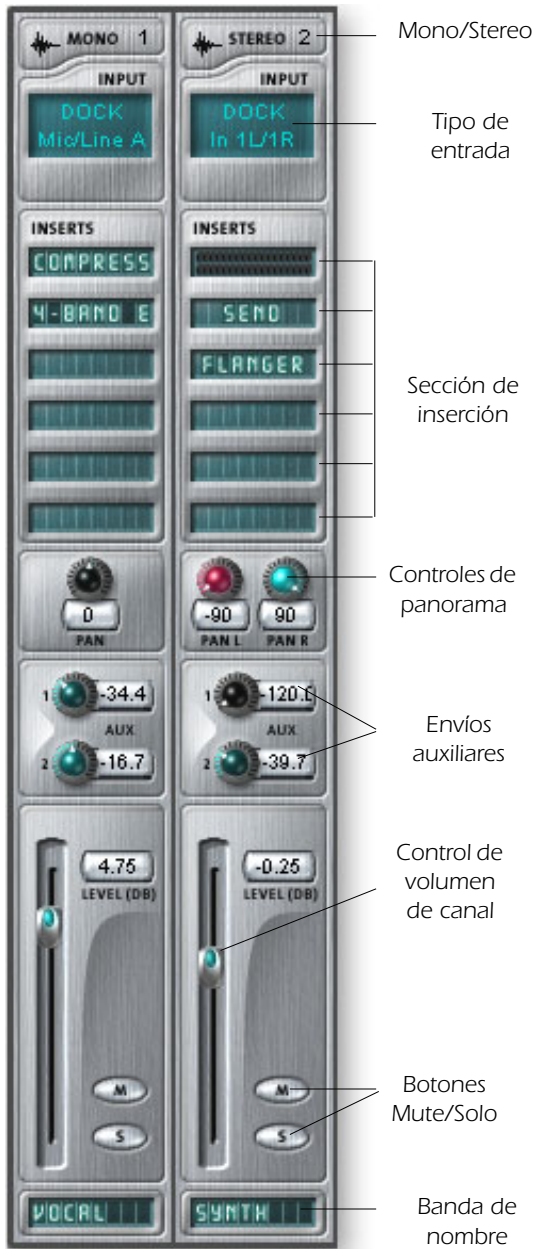 MONO 1
INPUT
DOCK
Mic/Line A
INSERTS
COMPRESS
4-BAND E
0
PAN
1 -34.4
AUX
2 -16.7
4.75
LEVEL (DB)
M
S
VOCAL
STEREO 2
INPUT
DOCK
In 1L/1R
INSERTS
SEND
FLANGER
-90
90
PAN L
PAN R
1 -120.0
AUX
2 -39.7
-0.25
LEVEL (DB)
M
S
SYNTH
Mono/Stereo
Tipo de
entrada
Sección de
inserción
Controles de
panorama
Envíos
auxiliares
Control de
volumen
de canal
Botones
Mute/Solo
Banda de
nombre